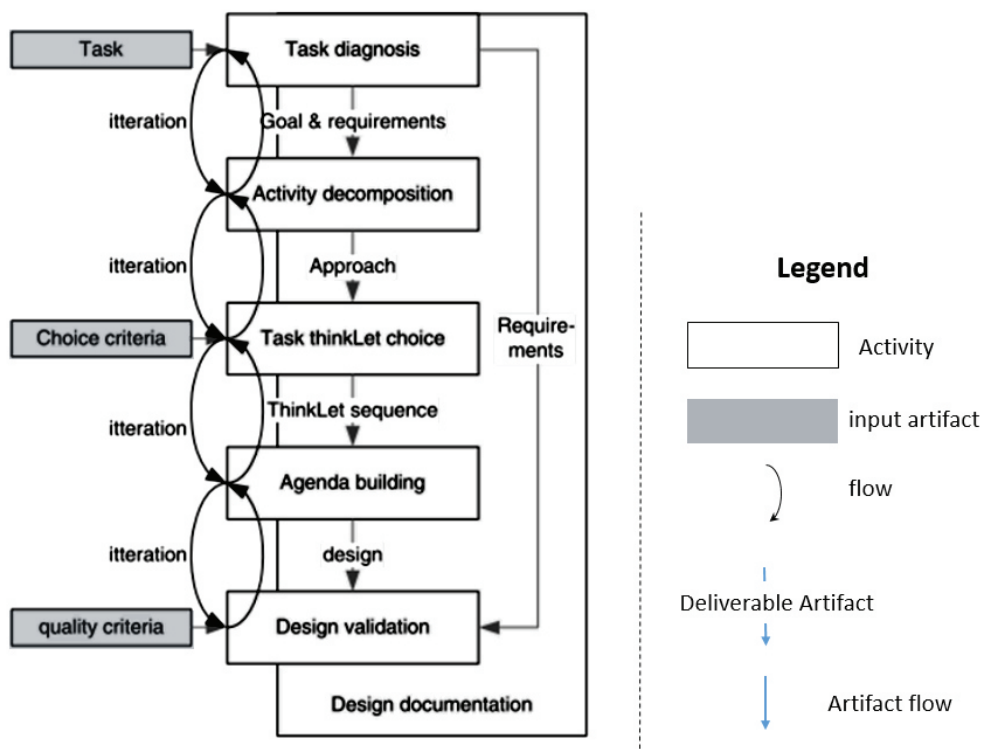 Task
Task diagnosis
itteration
Goal & requirements
Activity decomposition
itteration
Approach
Choice criteria
Task thinkLet choice
Require-
ments
itteration
ThinkLet sequence
Agenda building
itteration
design
quality criteria
Design validation
Design documentation
Legend
Activity
input artifact
flow
Deliverable Artifact
Artifact flow